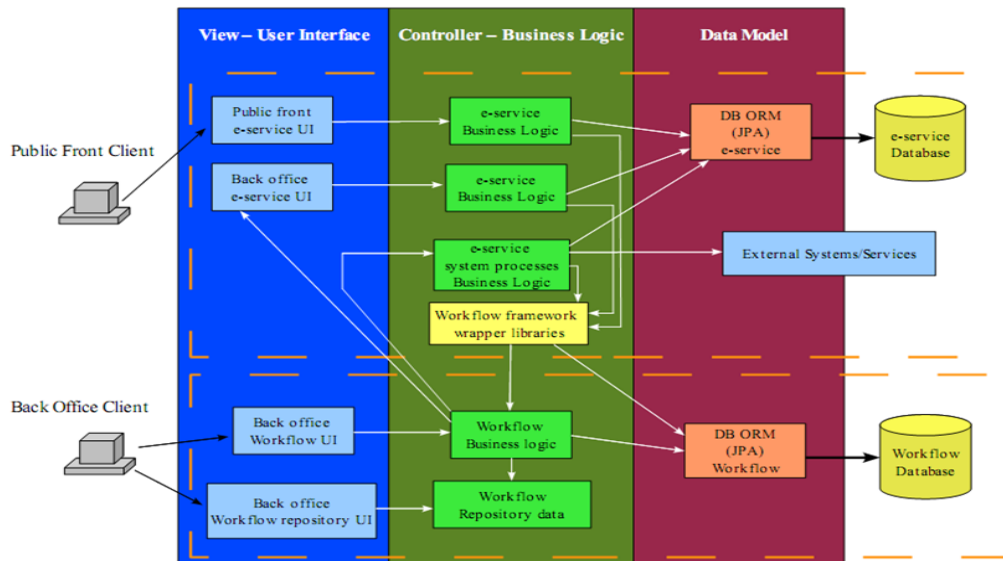 View – User Interface
Controller – Business Logic
Data Model
Public Front Client
Public front
e-service UI
e-service
Business Logic
DB ORM
(JPA)
e-service
e-service
Database
Back office
e-service UI
e-service
Business Logic
e-service
system processes
Business Logic
External Systems/Services
Workflow framework
wrapper libraries
Back Office Client
Back office
Workflow UI
Workflow
Business logic
DB ORM
(JPA)
Workflow
Workflow
Database
Back office
Workflow repository UI
Workflow
Repository data